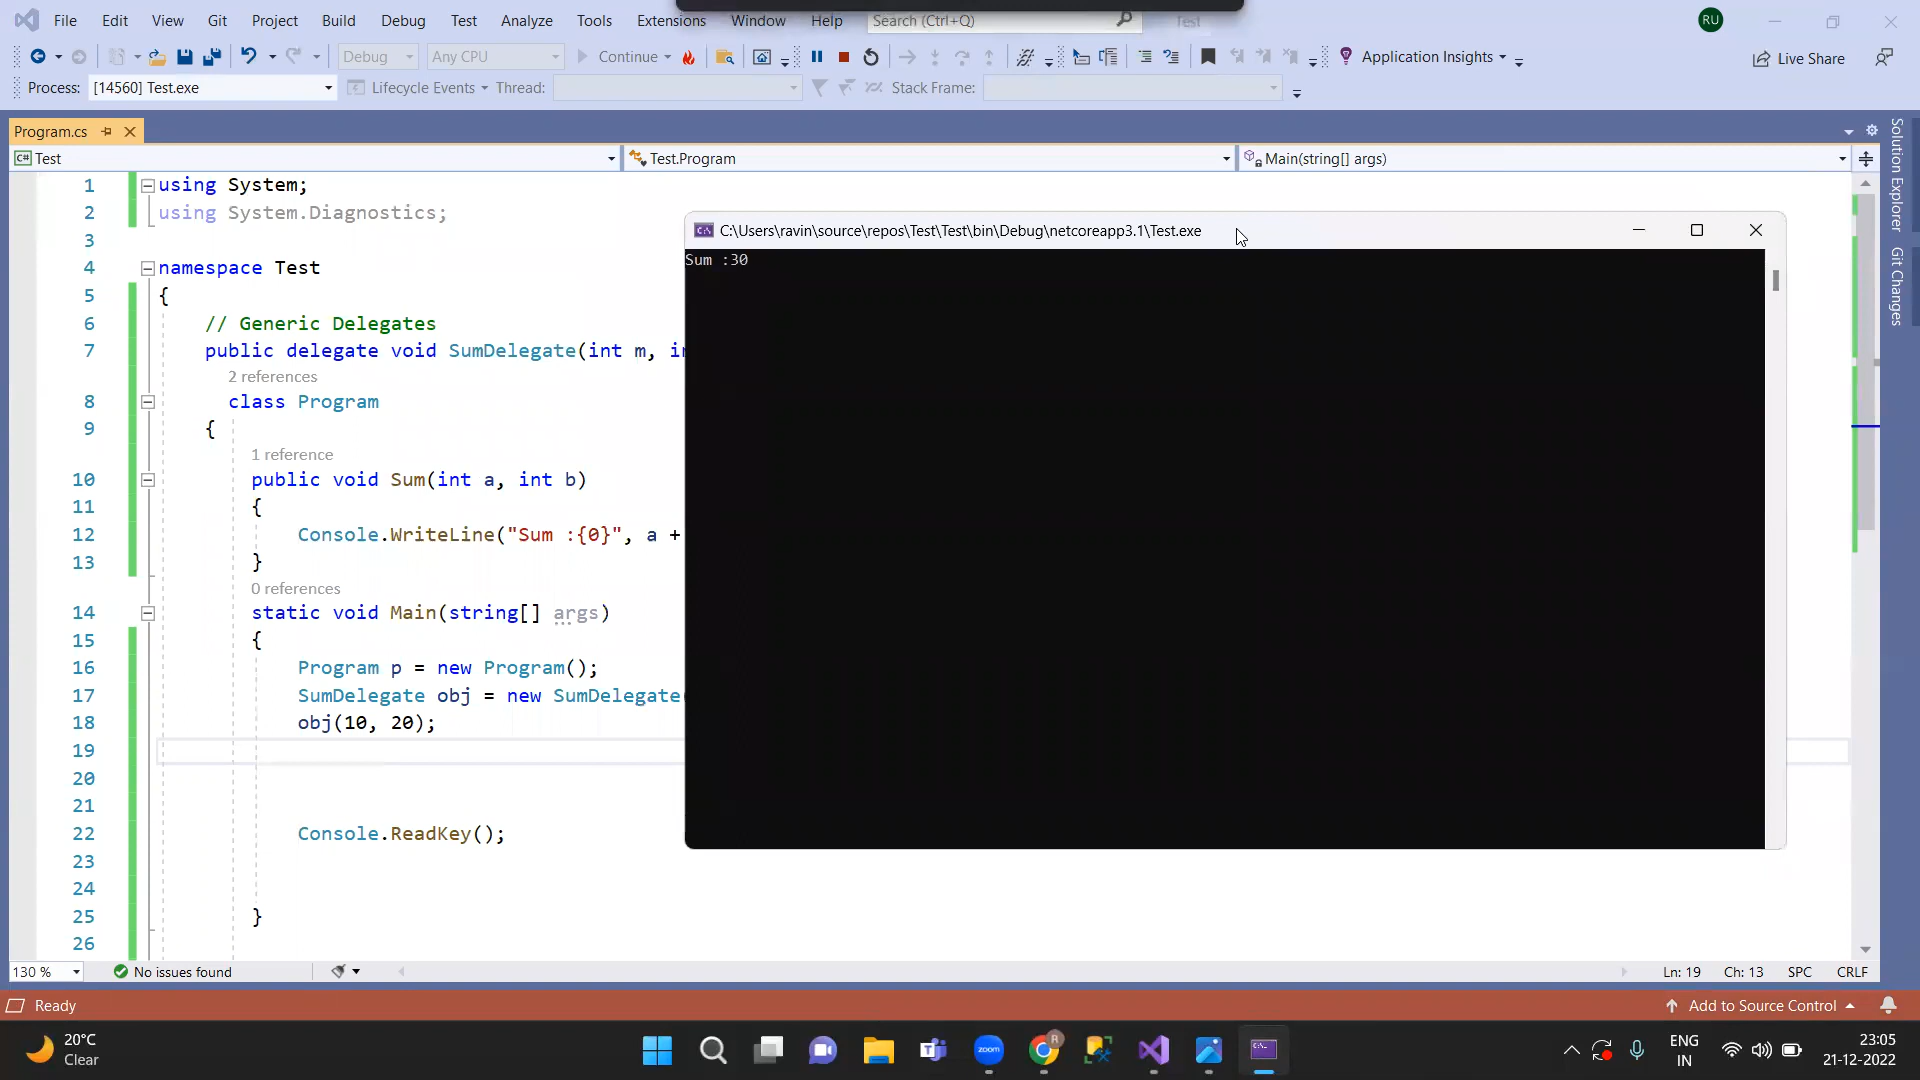 File Edit View Git Project Build Debug Test Analyze Tools Extensions Window Help Search (Ctrl+Q) Test RU
Debug Any CPU Continue Application Insights Live Share
Process: [14560] Test.exe Lifecycle Events Thread: Stack Frame:
Program.cs
C# Test Test.Program Main(string[] args)
Solution Explorer
Git Changes
1 using System;
2 using System.Diagnostics;
3
4 namespace Test
5 {
6 // Generic Delegates
7 public delegate void SumDelegate(int m, in
2 references
8 class Program
9 {
1 reference
10 public void Sum(int a, int b)
11 {
12 Console.WriteLine("Sum :{0}", a +
13 }
0 references
14 static void Main(string[] args)
15 {
16 Program p = new Program();
17 SumDelegate obj = new SumDelegate(
18 obj(10, 20);
19
20
21
22 Console.ReadKey();
23
24
25 }
26
C:\Users\ravin\source\repos\Test\Test\bin\Debug\netcoreapp3.1\Test.exe
Sum :30
130 % No issues found Ln: 19 Ch: 13 SPC CRLF
Ready Add to Source Control
20°C
Clear
zoom
R
ENG
IN
23:05
21-12-2022